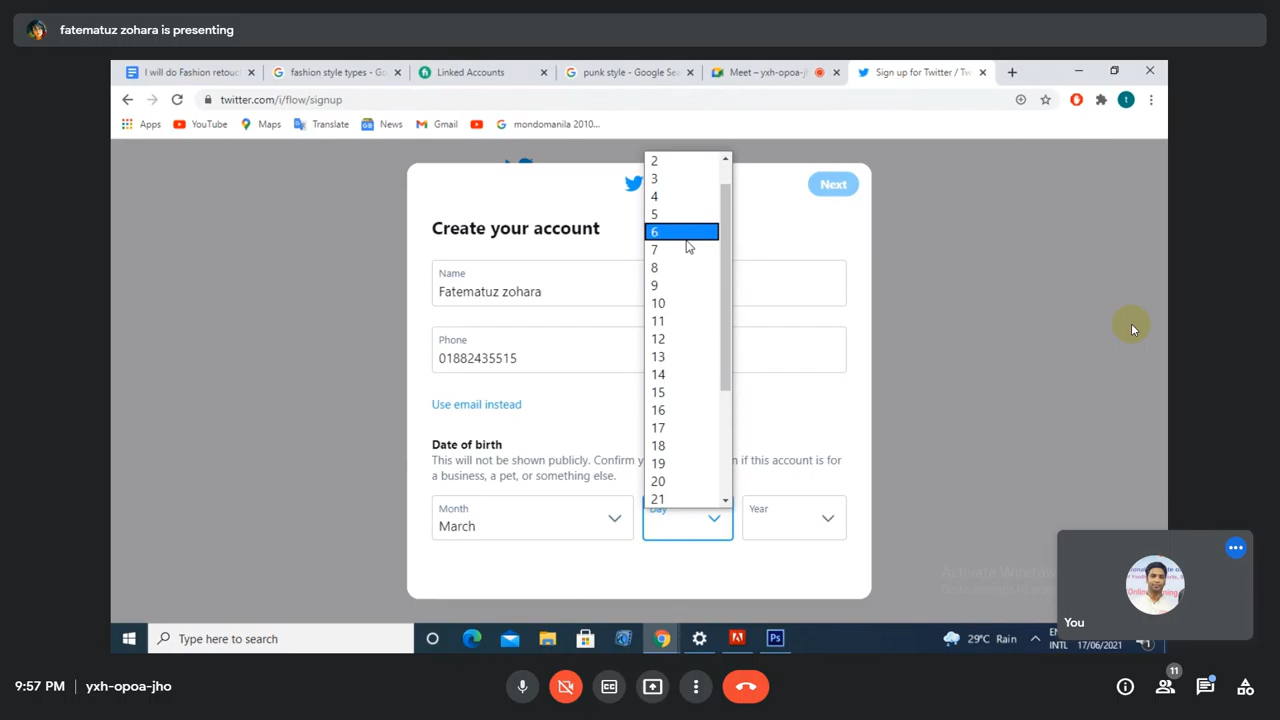 fatematuz zohara is presenting
I will do Fashion retouc
fashion style types - Go
Linked Accounts
punk style - Google Sea
Meet – yxh-opoa-jh
Sign up for Twitter / Tw
twitter.com/i/flow/signup
t
Apps
YouTube
Maps
Translate
News
Gmail
mondomanila 2010...
Next
Create your account
Name
Fatematuz zohara
Phone
01882435515
Use email instead
Date of birth
This will not be shown publicly. Confirm y
n if this account is for
a business, a pet, or something else.
Month
March
Day
Year
2
3
4
5
6
7
8
9
10
11
12
13
14
15
16
17
18
19
20
21
Activate Windows
You
Type here to search
Ps
29°C Rain
INTL
17/06/2021
9:57 PM
yxh-opoa-jho
11